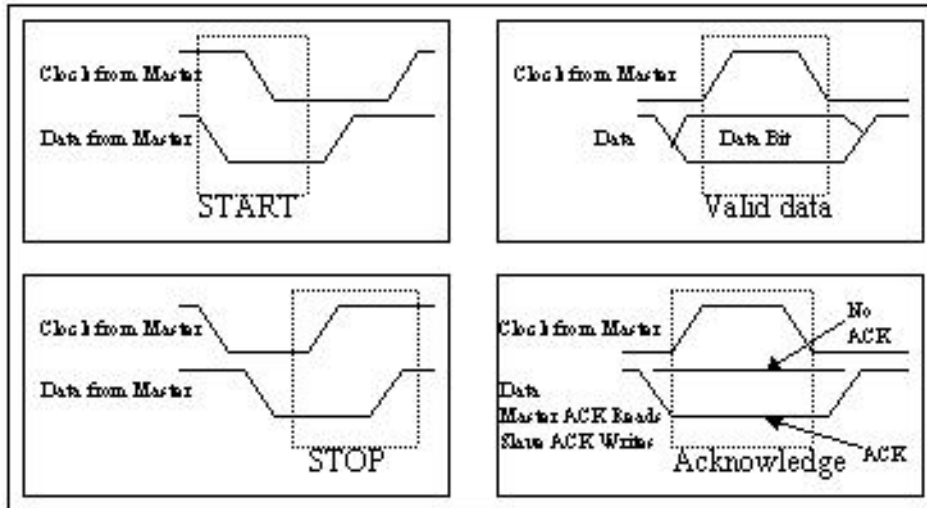 Clock from Master
Data from Master
START
Clock from Master
Data
Data Bit
Valid data
Clock from Master
Data from Master
STOP
Clock from Master
No
ACK
Data
Master ACK Reads
Slave ACK Writes
ACK
Acknowledge